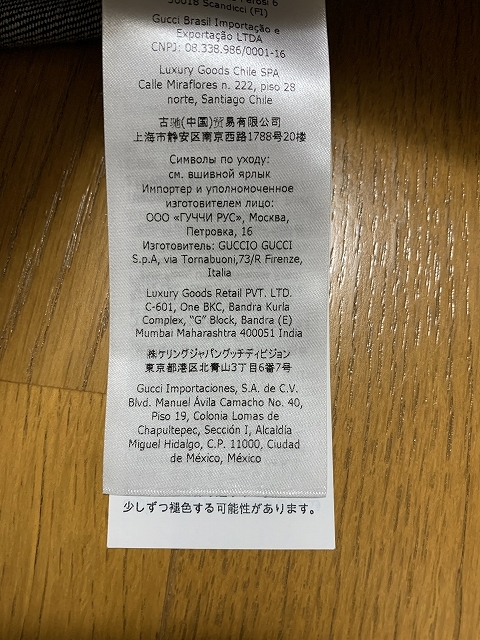 50018 Scandicci (FI)
Gucci Brasil Importação e
Exportação LTDA
CNPJ: 08.338.986/0001-16
Luxury Goods Chile SPA
Calle Miraflores n. 222, piso 28
norte, Santiago Chile
古驰(中国)贸易有限公司
上海市静安区南京西路1788号20楼
Символы по уходу:
см. вшивной ярлык
Импортер и уполномоченное
изготовителем лицо:
ООО «ГУЧЧИ РУС», Москва,
Петровка, 16
Изготовитель: GUCCIO GUCCI
S.p.A, via Tornabuoni,73/R Firenze,
Italia
Luxury Goods Retail PVT. LTD.
C-601, One BKC, Bandra Kurla
Complex, “G” Block, Bandra (E)
Mumbai Maharashtra 400051 India
㈱ケリングジャパングッチディビジョン
東京都港区北青山3丁目6番7号
Gucci Importaciones, S.A. de C.V.
Blvd. Manuel Ávila Camacho No. 40,
Piso 19, Colonia Lomas de
Chapultepec, Sección I, Alcaldía
Miguel Hidalgo, C.P. 11000, Ciudad
de México, México
少しずつ褪色する可能性があります。